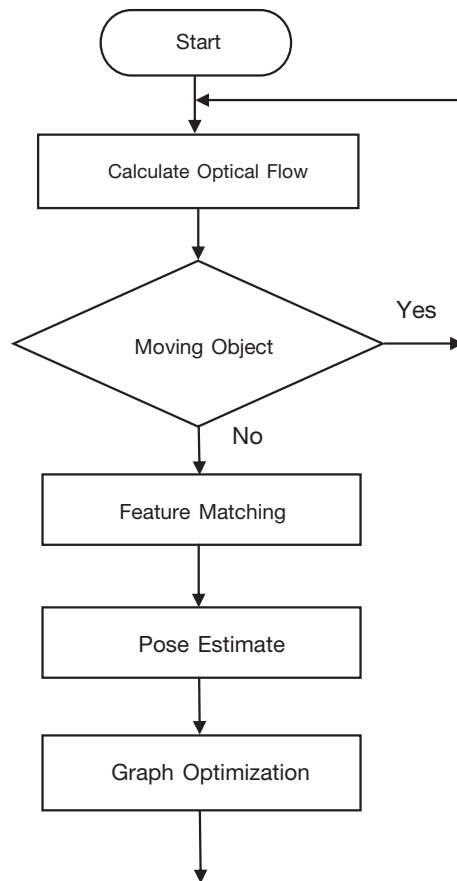 Start
Calculate Optical Flow
Moving Object
Yes
No
Feature Matching
Pose Estimate
Graph Optimization